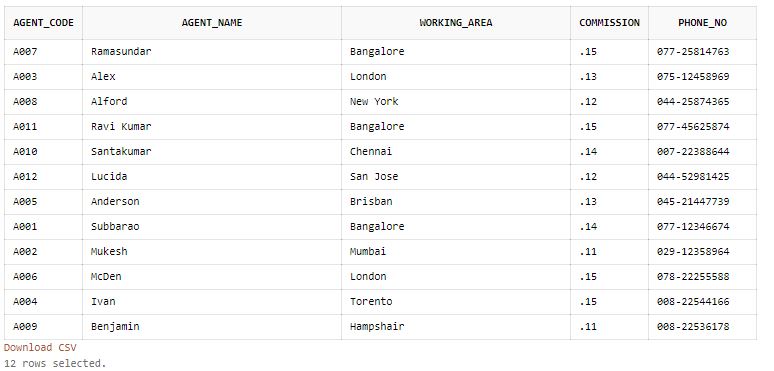 AGENT_CODE AGENT_NAME WORKING_AREA COMMISSION PHONE_NO
A007 Ramasundar Bangalore .15 077-25814763
A003 Alex London .13 075-12458969
A008 Alford New York .12 044-25874365
A011 Ravi Kumar Bangalore .15 077-45625874
A010 Santakumar Chennai .14 007-22388644
A012 Lucida San Jose .12 044-52981425
A005 Anderson Brisban .13 045-21447739
A001 Subbarao Bangalore .14 077-12346674
A002 Mukesh Mumbai .11 029-12358964
A006 McDen London .15 078-22255588
A004 Ivan Torento .15 008-22544166
A009 Benjamin Hampshair .11 008-22536178
Download CSV
12 rows selected.